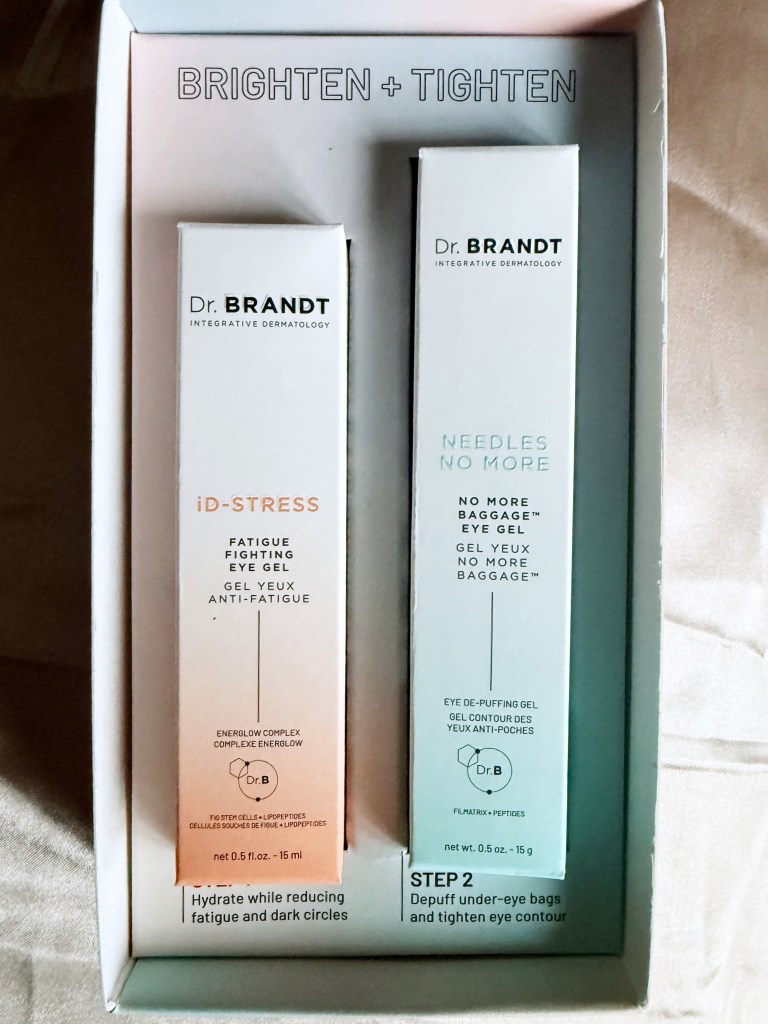 BRIGHTEN + TIGHTEN
Dr. BRANDT
INTEGRATIVE DERMATOLOGY
iD-STRESS
FATIGUE
FIGHTING
EYE GEL
GEL YEUX
ANTI-FATIGUE
ENERGLOW COMPLEX
COMPLEXE ENERGLOW
Dr.B
FIG STEM CELLS + LIPOPEPTIDES
CELLULES SOUCHES DE FIGUE + LIPOPEPTIDES
net 0.5 fl.oz. - 15 ml
Hydrate while reducing
fatigue and dark circles
Dr. BRANDT
INTEGRATIVE DERMATOLOGY
NEEDLES
NO MORE
NO MORE
BAGGAGE™
EYE GEL
GEL YEUX
NO MORE
BAGGAGE™
EYE DE-PUFFING GEL
GEL CONTOUR DES
YEUX ANTI-POCHES
Dr.B
FILMATRIX + PEPTIDES
net wt. 0.5 oz. - 15 g
STEP 2
Depuff under-eye bags
and tighten eye contour